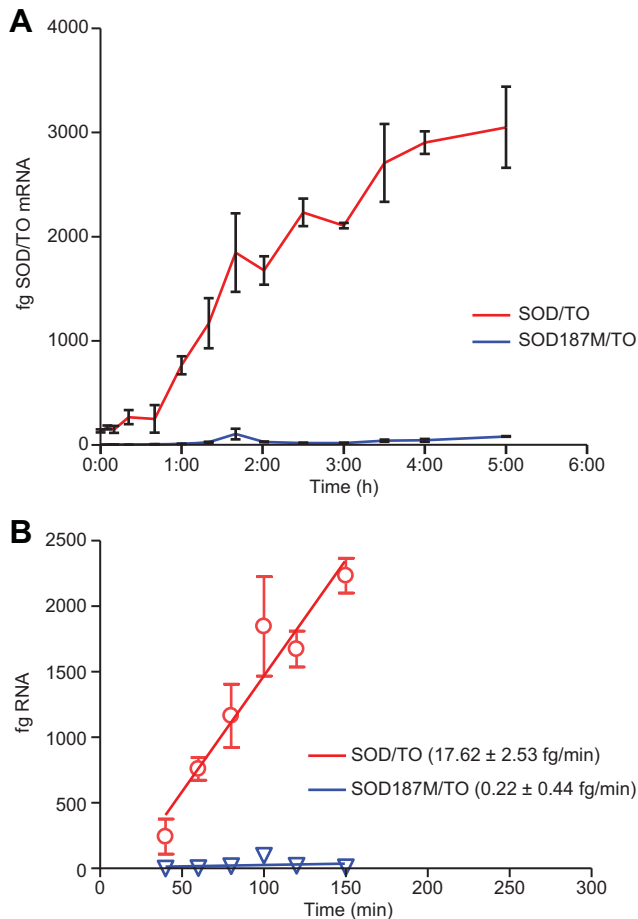 A
4000
3000
2000
1000
0
fg SOD/TO mRNA
SOD/TO
SOD187M/TO
0:00 1:00 2:00 3:00 4:00 5:00 6:00
Time (h)
B
2500
2000
1500
1000
500
0
fg RNA
SOD/TO (17.62 ± 2.53 fg/min)
SOD187M/TO (0.22 ± 0.44 fg/min)
0 50 100 150 200 250 300
Time (min)